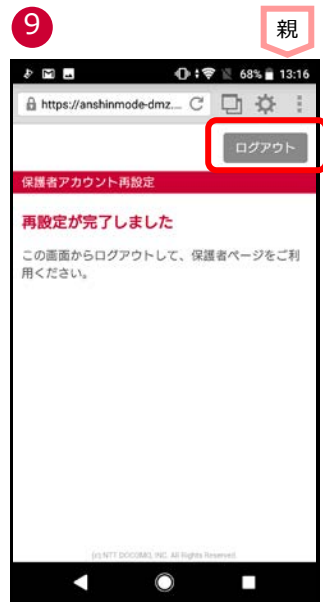 9
親
68% 13:16
https://anshinmode-dmz...
ログアウト
保護者アカウント再設定
再設定が完了しました
この画面からログアウトして、保護者ページをご利
用ください。
(c) NTT DOCOMO, INC. All Rights Reserved.